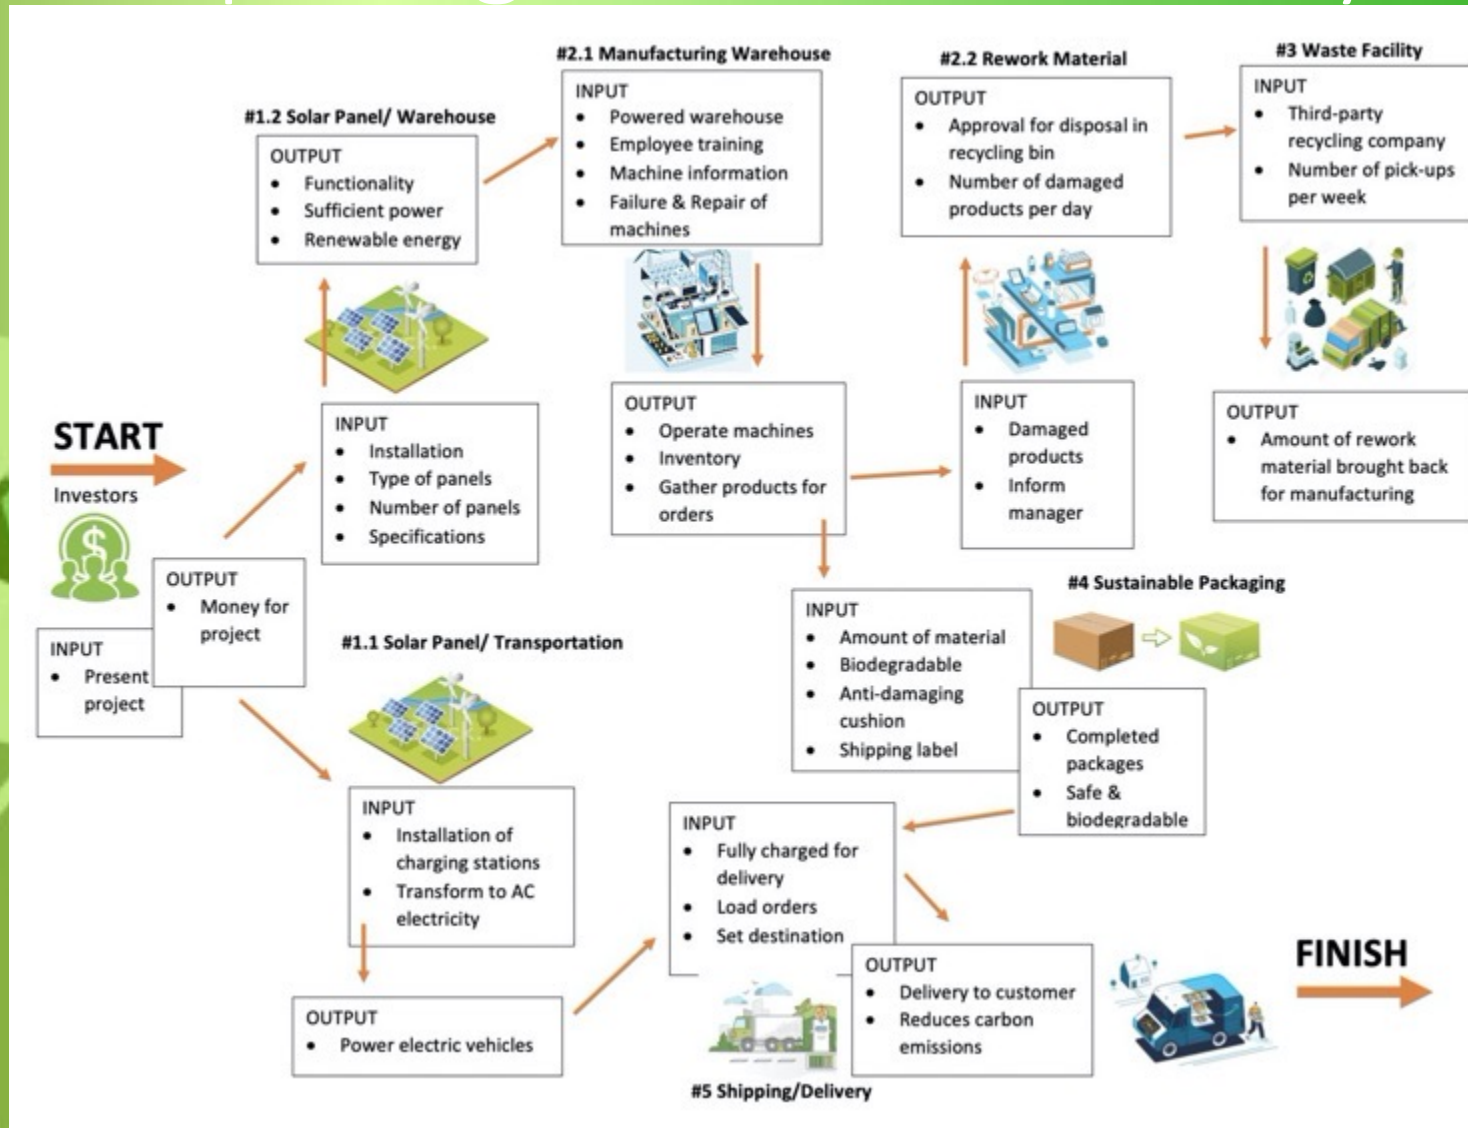 START
Investors
INPUT
• Present
project
OUTPUT
• Money for
project
#1.2 Solar Panel/ Warehouse
OUTPUT
• Functionality
• Sufficient power
• Renewable energy
INPUT
• Installation
• Type of panels
• Number of panels
• Specifications
#1.1 Solar Panel/ Transportation
INPUT
• Installation of
charging stations
• Transform to AC
electricity
OUTPUT
• Power electric vehicles
#2.1 Manufacturing Warehouse
INPUT
• Powered warehouse
• Employee training
• Machine information
• Failure & Repair of
machines
OUTPUT
• Operate machines
• Inventory
• Gather products for
orders
#2.2 Rework Material
OUTPUT
• Approval for disposal in
recycling bin
• Number of damaged
products per day
INPUT
• Damaged
products
• Inform
manager
#3 Waste Facility
INPUT
• Third-party
recycling company
• Number of pick-ups
per week
OUTPUT
• Amount of rework
material brought back
for manufacturing
#4 Sustainable Packaging
INPUT
• Amount of material
• Biodegradable
• Anti-damaging
cushion
• Shipping label
OUTPUT
• Completed
packages
• Safe &
biodegradable
INPUT
• Fully charged for
delivery
• Load orders
• Set destination
OUTPUT
• Delivery to customer
• Reduces carbon
emissions
#5 Shipping/Delivery
FINISH